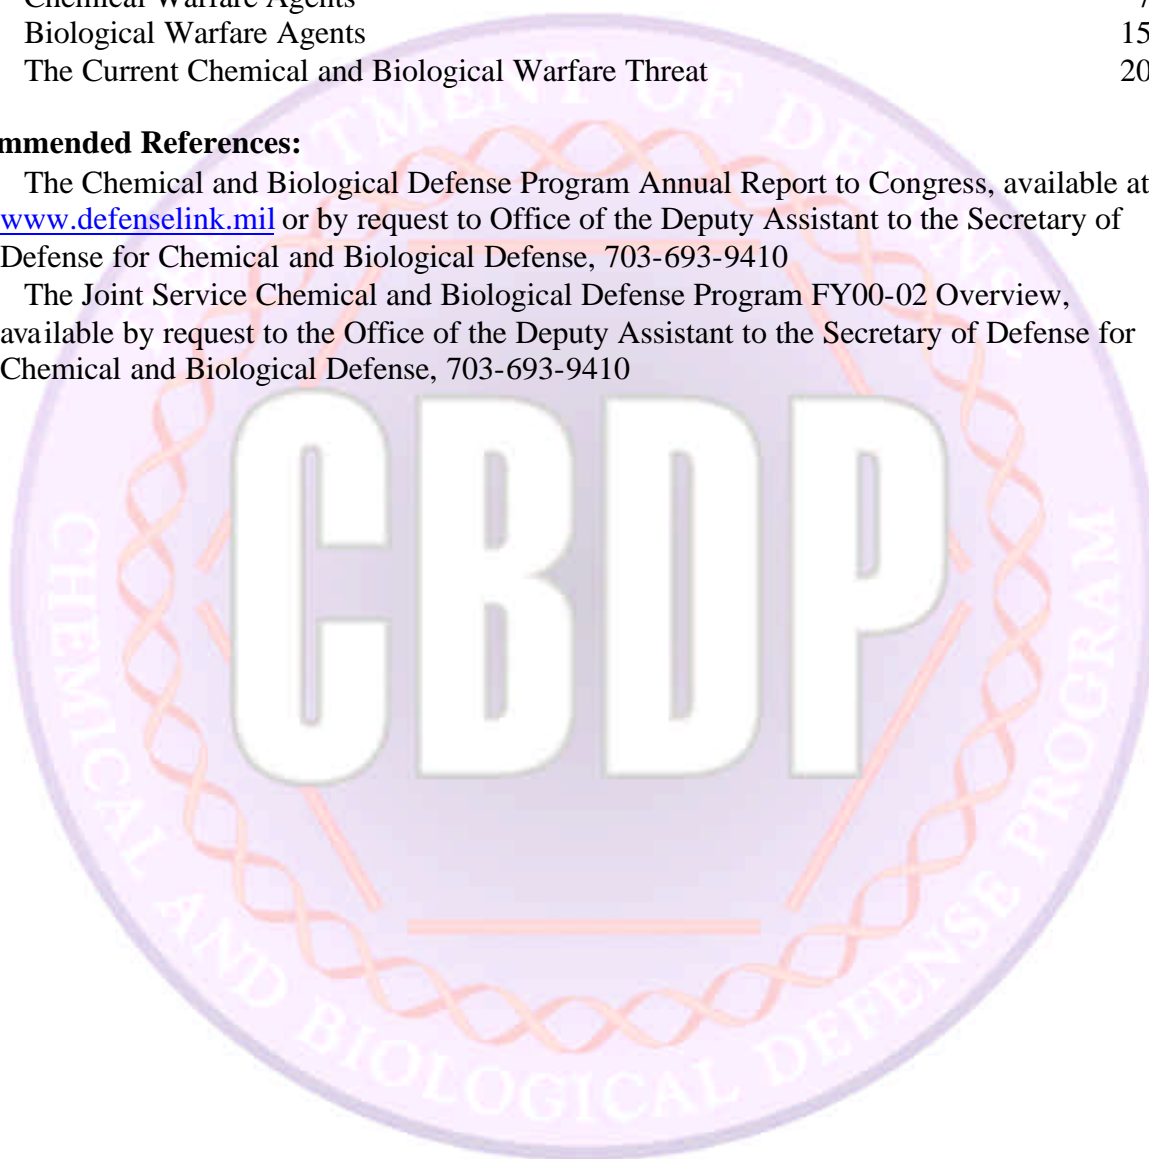 Chemical Warfare Agents 7
Biological Warfare Agents 15
The Current Chemical and Biological Warfare Threat 20
mmended References:
The Chemical and Biological Defense Program Annual Report to Congress, available at
www.defenselink.mil or by request to Office of the Deputy Assistant to the Secretary of
Defense for Chemical and Biological Defense, 703-693-9410
The Joint Service Chemical and Biological Defense Program FY00-02 Overview,
available by request to the Office of the Deputy Assistant to the Secretary of Defense for
Chemical and Biological Defense, 703-693-9410
CBDP
DEPARTMENT OF DEFENSE
CHEMICAL AND BIOLOGICAL DEFENSE PROGRAM